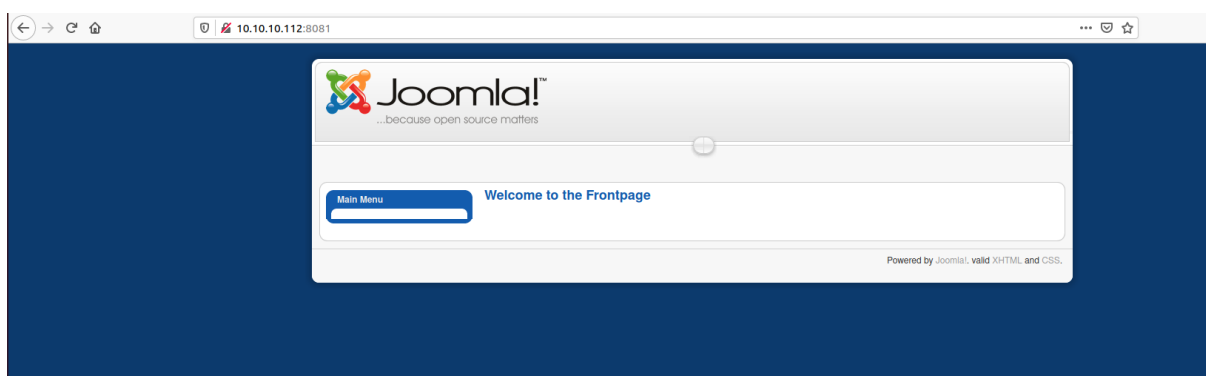 10.10.10.112:8081
Joomla!™
...because open source matters
Main Menu
Welcome to the Frontpage
Powered by Joomla!. valid XHTML and CSS.